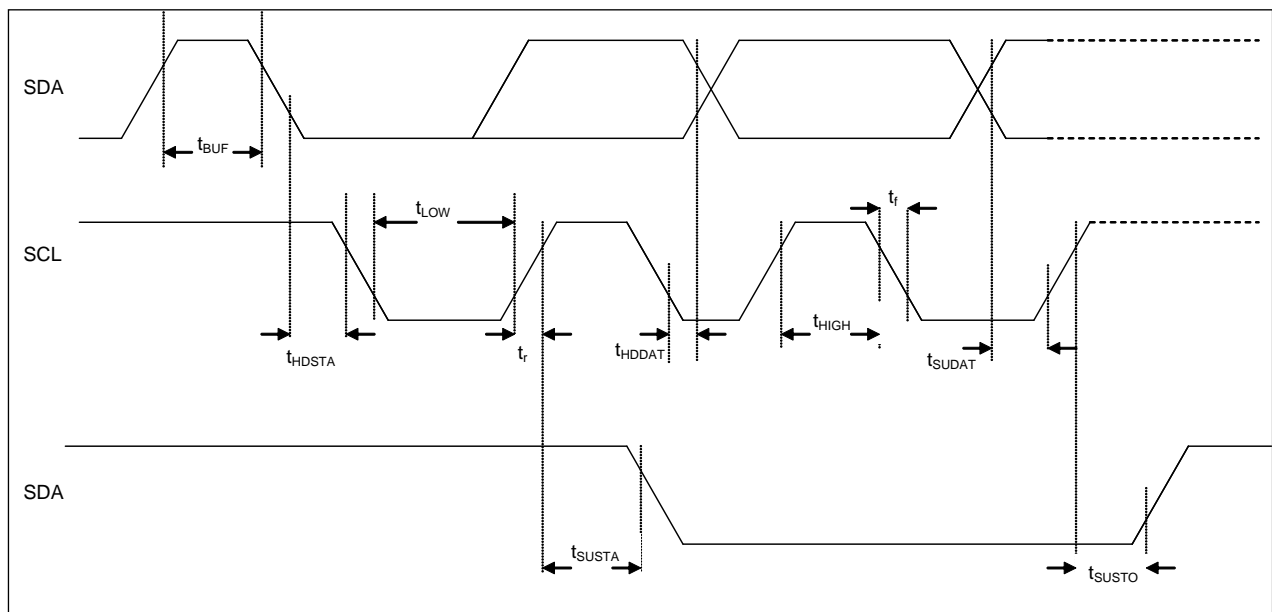 SDA
tBUF
tLOW
tf
SCL
tHIGH
tHDSTA
tr
tHDDAT
tSUDAT
SDA
tSUSTA
tSUSTO